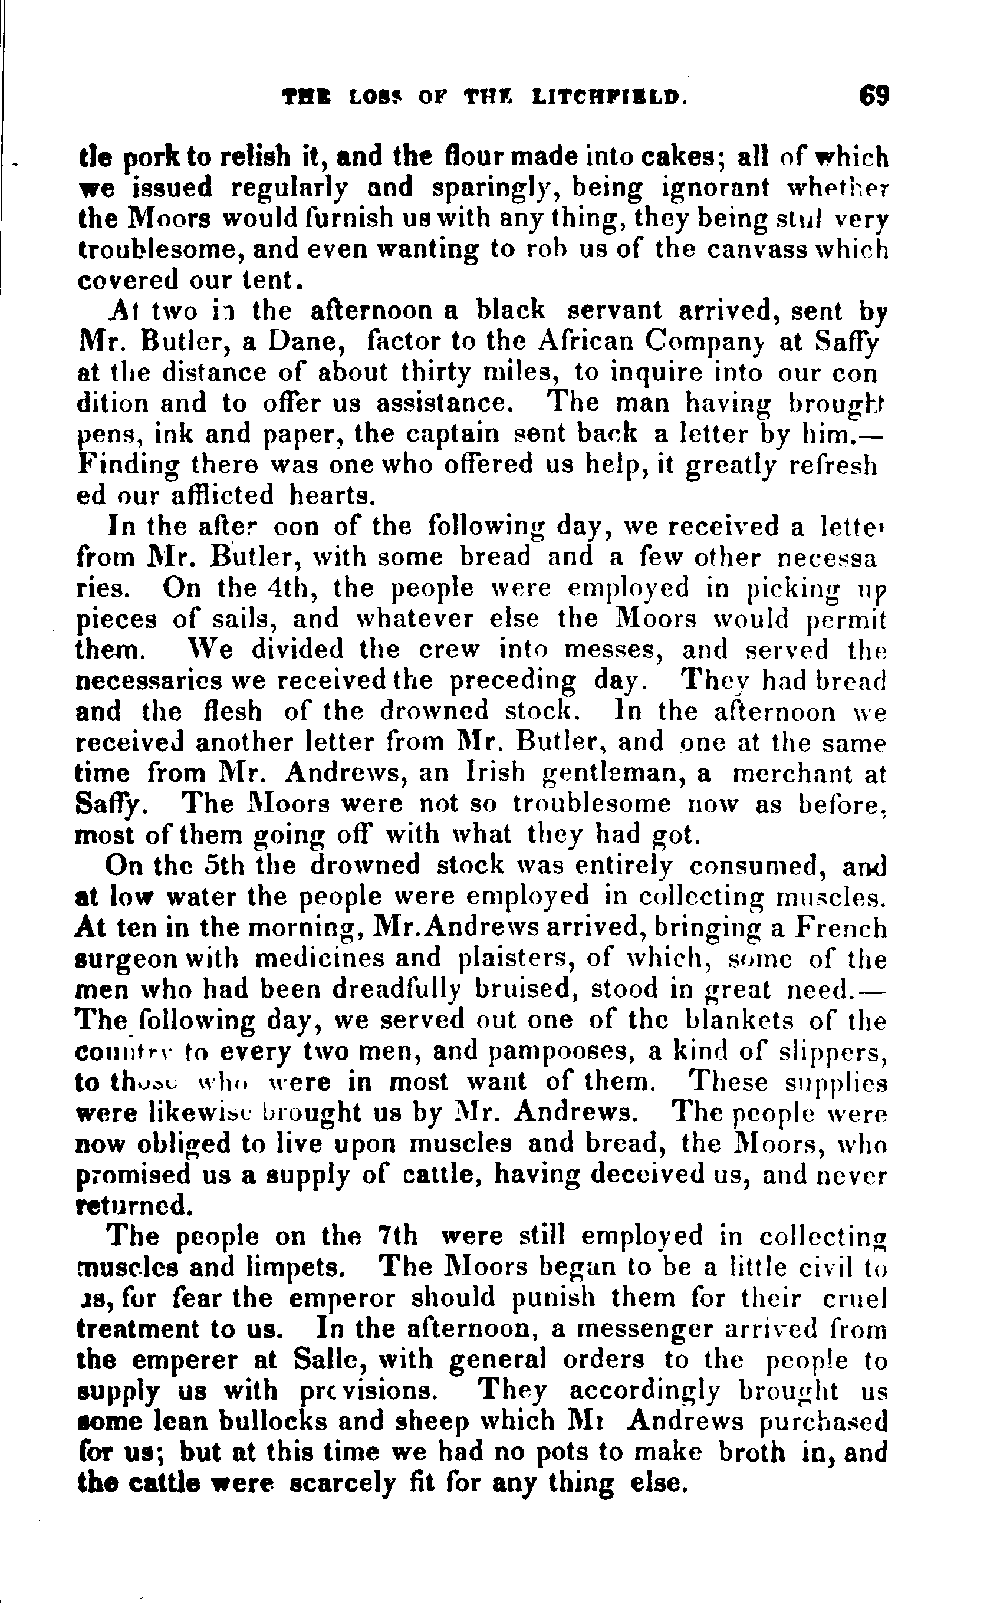 THE LOSS OF THE LITCHFIELD. 69
tle pork to relish it, and the flour made into cakes; all of which
we issued regularly and sparingly, being ignorant whether
the Moors would furnish us with any thing, they being still very
troublesome, and even wanting to rob us of the canvass which
covered our tent.
At two in the afternoon a black servant arrived, sent by
Mr. Butler, a Dane, factor to the African Company at Saffy
at the distance of about thirty miles, to inquire into our con
dition and to offer us assistance. The man having brought
pens, ink and paper, the captain sent back a letter by him.—
Finding there was one who offered us help, it greatly refresh
ed our afflicted hearts.
In the after oon of the following day, we received a letter
from Mr. Butler, with some bread and a few other necessa
ries. On the 4th, the people were employed in picking up
pieces of sails, and whatever else the Moors would permit
them. We divided the crew into messes, and served the
necessaries we received the preceding day. They had bread
and the flesh of the drowned stock. In the afternoon we
received another letter from Mr. Butler, and one at the same
time from Mr. Andrews, an Irish gentleman, a merchant at
Saffy. The Moors were not so troublesome now as before,
most of them going off with what they had got.
On the 5th the drowned stock was entirely consumed, and
at low water the people were employed in collecting muscles.
At ten in the morning, Mr. Andrews arrived, bringing a French
surgeon with medicines and plaisters, of which, some of the
men who had been dreadfully bruised, stood in great need.—
The following day, we served out one of the blankets of the
country to every two men, and pampooses, a kind of slippers,
to those who were in most want of them. These supplies
were likewise brought us by Mr. Andrews. The people were
now obliged to live upon muscles and bread, the Moors, who
promised us a supply of cattle, having deceived us, and never
returned.
The people on the 7th were still employed in collecting
muscles and limpets. The Moors began to be a little civil to
us, for fear the emperor should punish them for their cruel
treatment to us. In the afternoon, a messenger arrived from
the emperer at Salle, with general orders to the people to
supply us with provisions. They accordingly brought us
some lean bullocks and sheep which Mr Andrews purchased
for us; but at this time we had no pots to make broth in, and
the cattle were scarcely fit for any thing else.